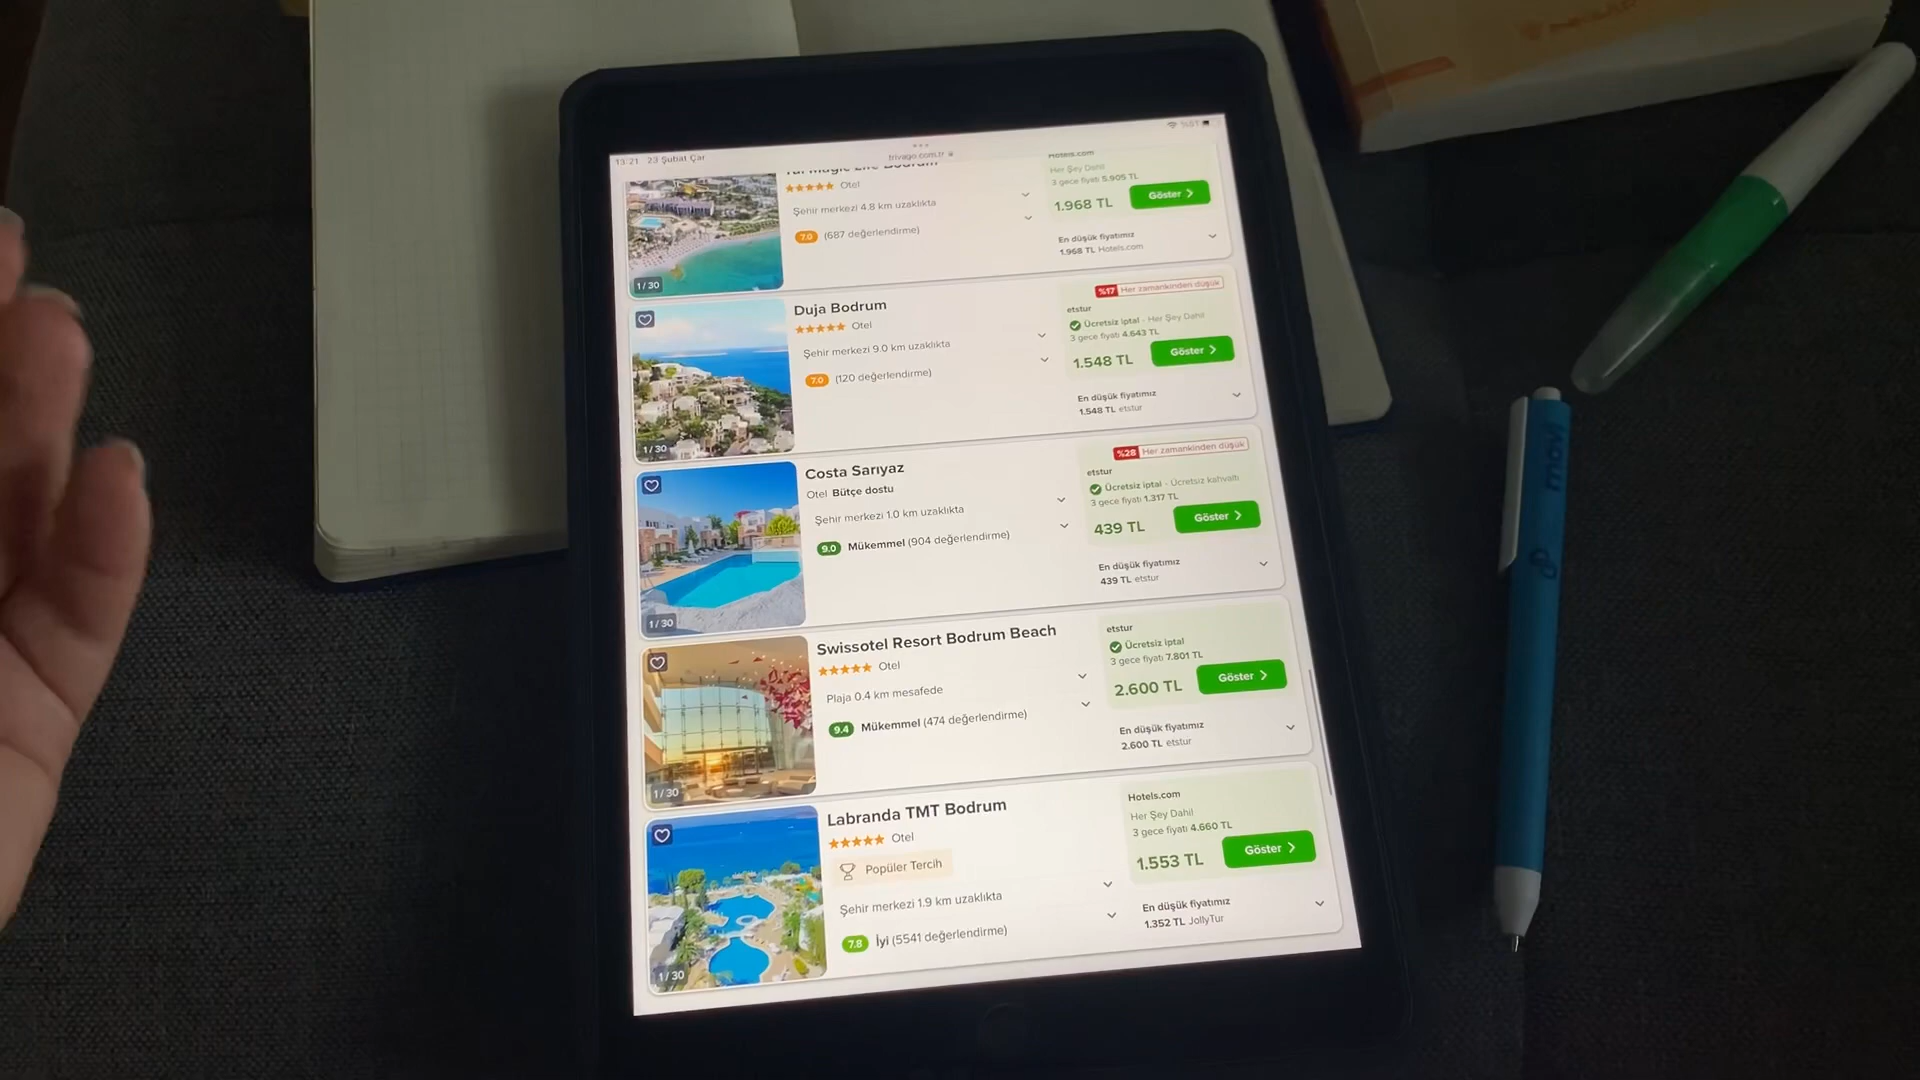 13:21 23 Şubat Çar
trivago.com.tr
%51
Otel
Şehir merkezi 4.8 km uzaklıkta
7.0 (687 değerlendirme)
1 / 30
Hotels.com
Her Şey Dahil
3 gece fiyatı 5.905 TL
1.968 TL
Göster
En düşük fiyatımız
1.968 TL Hotels.com
Duja Bodrum
Otel
Şehir merkezi 9.0 km uzaklıkta
7.0 (120 değerlendirme)
1 / 30
%17 Her zamankinden düşük
etstur
Ücretsiz iptal - Her Şey Dahil
3 gece fiyatı 4.643 TL
1.548 TL
Göster
En düşük fiyatımız
1.548 TL etstur
Costa Sarıyaz
Otel Bütçe dostu
Şehir merkezi 1.0 km uzaklıkta
9.0 Mükemmel (904 değerlendirme)
1 / 30
%28 Her zamankinden düşük
etstur
Ücretsiz iptal - Ücretsiz kahvaltı
3 gece fiyatı 1.317 TL
439 TL
Göster
En düşük fiyatımız
439 TL etstur
Swissotel Resort Bodrum Beach
Otel
Plaja 0.4 km mesafede
9.4 Mükemmel (474 değerlendirme)
1 / 30
etstur
Ücretsiz iptal
3 gece fiyatı 7.801 TL
2.600 TL
Göster
En düşük fiyatımız
2.600 TL etstur
Labranda TMT Bodrum
Otel
Popüler Tercih
Şehir merkezi 1.9 km uzaklıkta
7.8 İyi (5541 değerlendirme)
1 / 30
Hotels.com
Her Şey Dahil
3 gece fiyatı 4.660 TL
1.553 TL
Göster
En düşük fiyatımız
1.352 TL JollyTur
movi